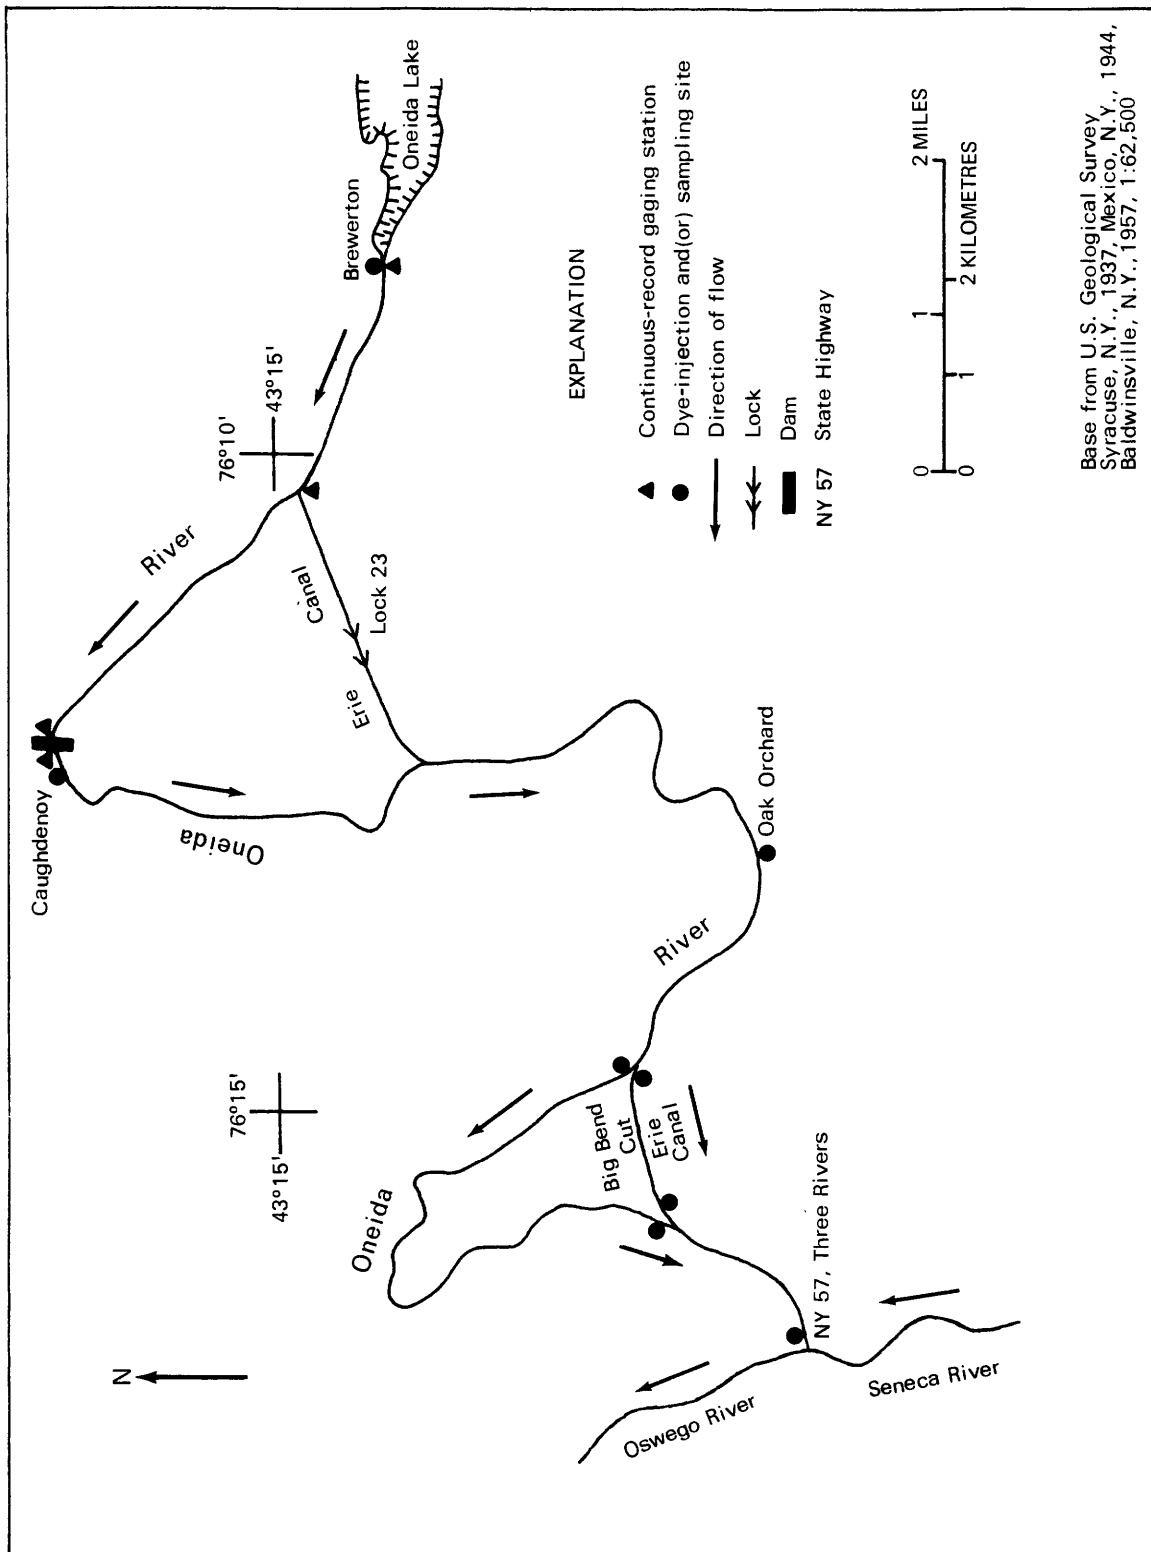 Caughdenoy
Oneida
River
76°10'
43°15'
Canal
Lock 23
Erie
Brewerton
Oneida Lake
N
76°15'
43°15'
Oneida
Big Bend
Cut
Erie
Canal
River
Oak Orchard
NY 57, Three Rivers
Oswego River
Seneca River
EXPLANATION
Continuous-record gaging station
Dye-injection and(or) sampling site
Direction of flow
Lock
Dam
NY 57 State Highway
0 1 2 MILES
0 1 2 KILOMETRES
Base from U.S. Geological Survey
Syracuse, N.Y., 1937, Mexico, N.Y., 1944,
Baldwinsville, N.Y., 1957, 1:62,500